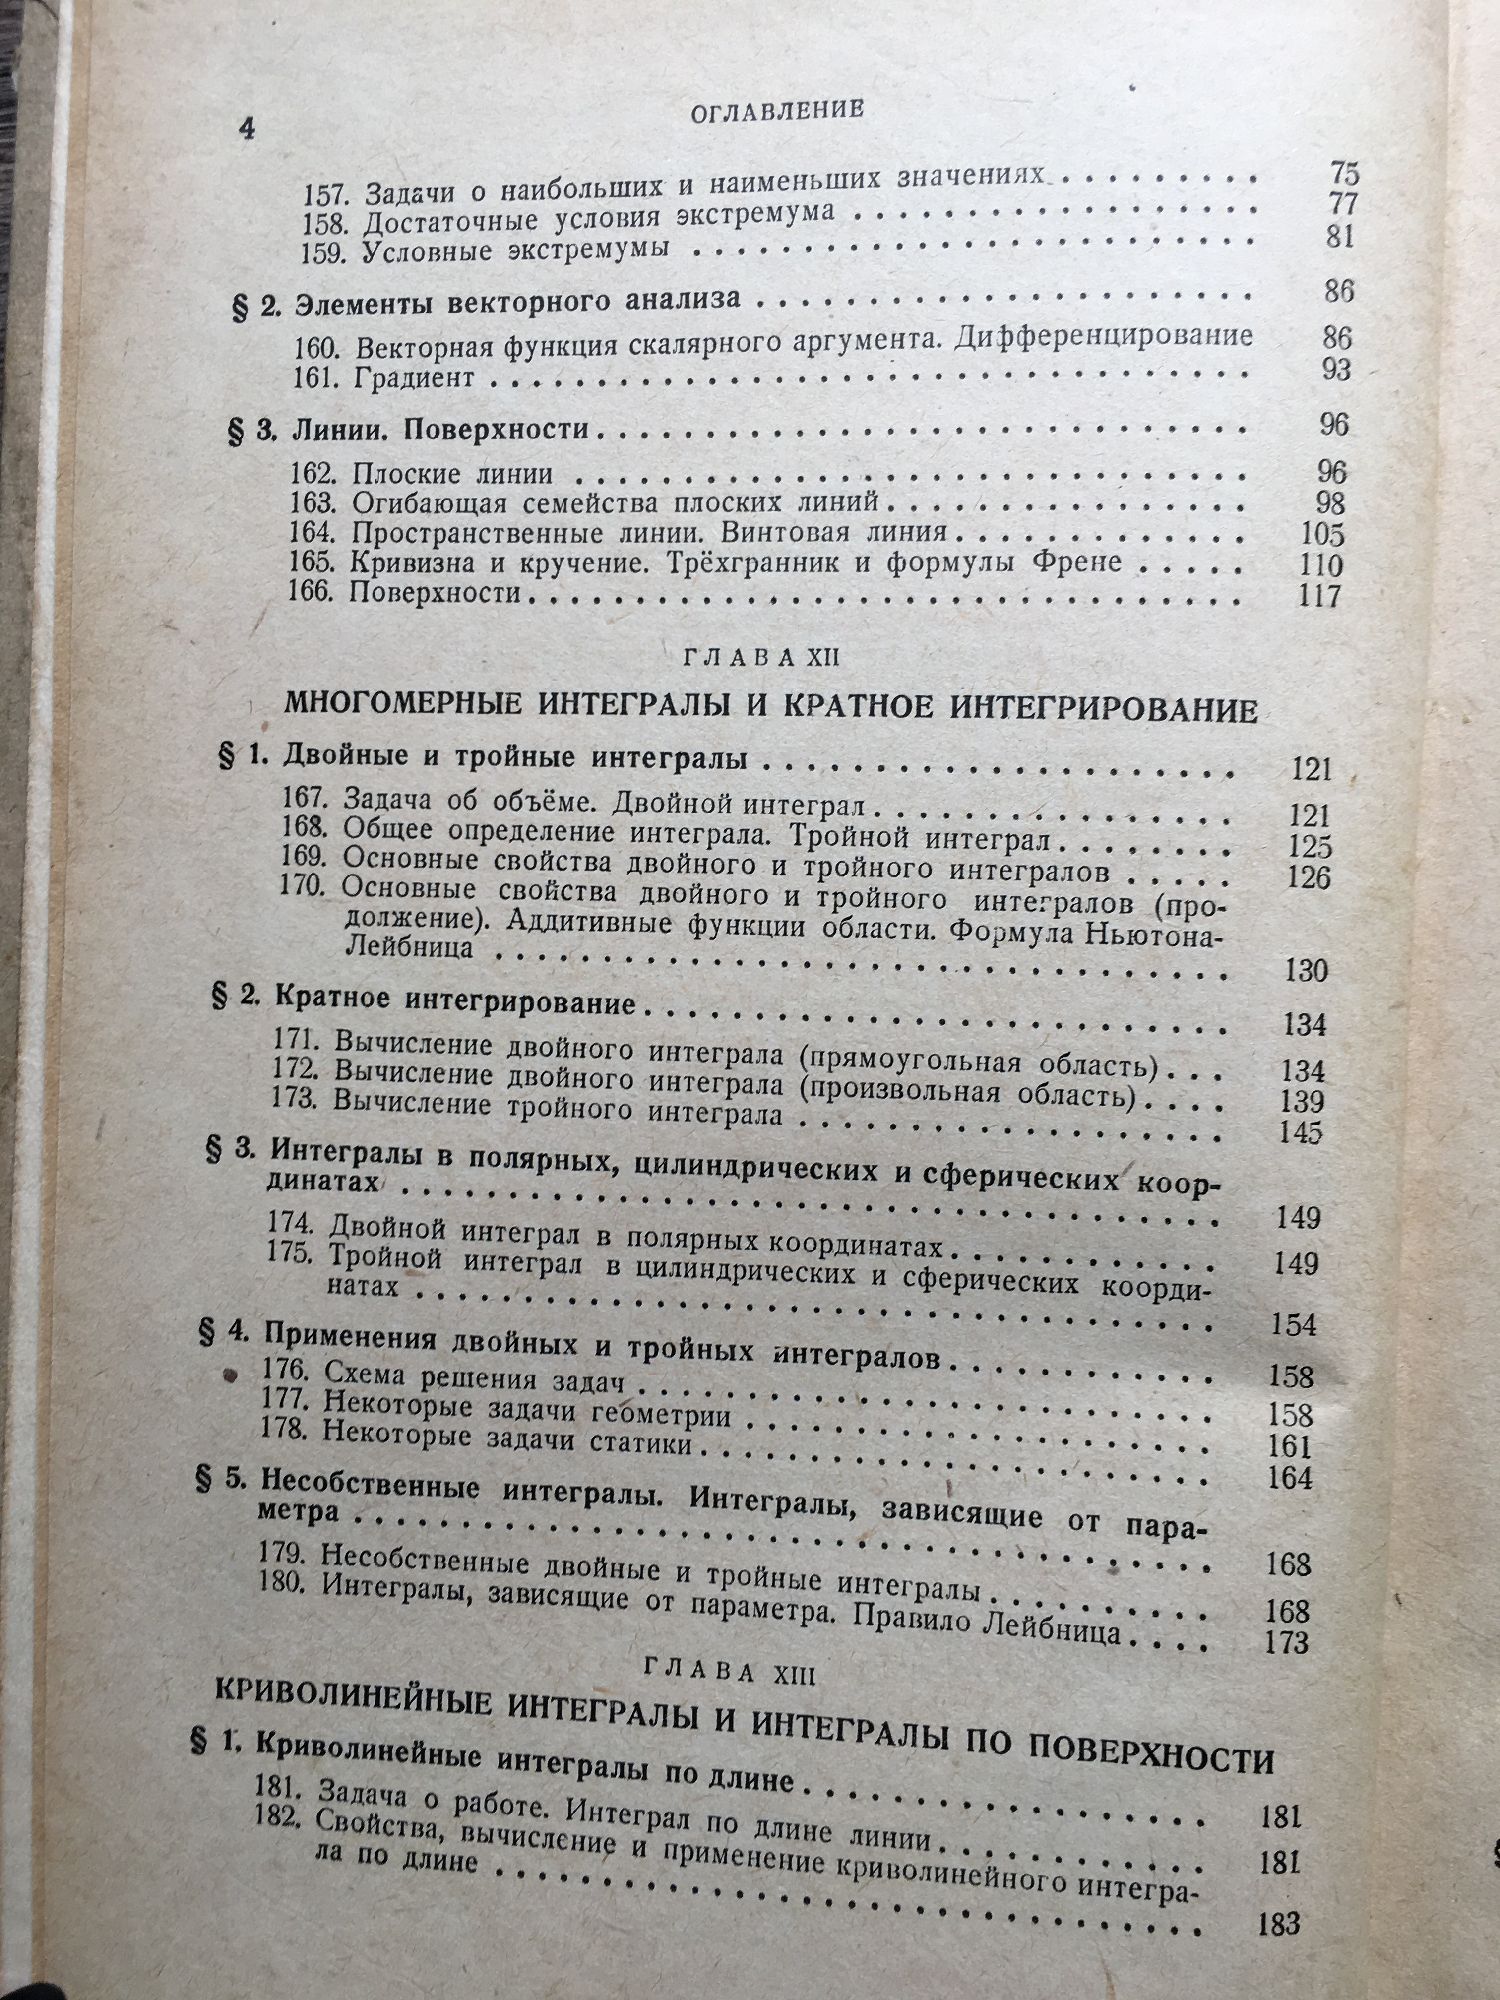 4
ОГЛАВЛЕНИЕ
157. Задачи о наибольших и наименьших значениях . . . . . . . . . 75
158. Достаточные условия экстремума . . . . . . . . . . . . . . . . . 77
159. Условные экстремумы . . . . . . . . . . . . . . . . . . . . . . . . 81
§ 2. Элементы векторного анализа . . . . . . . . . . . . . . . . . . . . . 86
160. Векторная функция скалярного аргумента. Дифференцирование 86
161. Градиент . . . . . . . . . . . . . . . . . . . . . . . . . . . . . . 93
§ 3. Линии. Поверхности . . . . . . . . . . . . . . . . . . . . . . . . . . 96
162. Плоские линии . . . . . . . . . . . . . . . . . . . . . . . . . . . 96
163. Огибающая семейства плоских линий . . . . . . . . . . . . . . . 98
164. Пространственные линии. Винтовая линия . . . . . . . . . . . . 105
165. Кривизна и кручение. Трёхгранник и формулы Френе . . . . . 110
166. Поверхности . . . . . . . . . . . . . . . . . . . . . . . . . . . . 117
ГЛАВА XII
МНОГОМЕРНЫЕ ИНТЕГРАЛЫ И КРАТНОЕ ИНТЕГРИРОВАНИЕ
§ 1. Двойные и тройные интегралы . . . . . . . . . . . . . . . . . . . . 121
167. Задача об объёме. Двойной интеграл . . . . . . . . . . . . . . . 121
168. Общее определение интеграла. Тройной интеграл . . . . . . . . 125
169. Основные свойства двойного и тройного интегралов . . . . . 126
170. Основные свойства двойного и тройного интегралов (про-
должение). Аддитивные функции области. Формула Ньютона-
Лейбница . . . . . . . . . . . . . . . . . . . . . . . . . . . . . . 130
§ 2. Кратное интегрирование . . . . . . . . . . . . . . . . . . . . . . . . 134
171. Вычисление двойного интеграла (прямоугольная область) . . . 134
172. Вычисление двойного интеграла (произвольная область) . . . . 139
173. Вычисление тройного интеграла . . . . . . . . . . . . . . . . . . 145
§ 3. Интегралы в полярных, цилиндрических и сферических коор-
динатах . . . . . . . . . . . . . . . . . . . . . . . . . . . . . . . . . 149
174. Двойной интеграл в полярных координатах . . . . . . . . . . . . 149
175. Тройной интеграл в цилиндрических и сферических коорди-
натах . . . . . . . . . . . . . . . . . . . . . . . . . . . . . . . . 154
§ 4. Применения двойных и тройных интегралов . . . . . . . . . . . . 158
176. Схема решения задач . . . . . . . . . . . . . . . . . . . . . . . . 158
177. Некоторые задачи геометрии . . . . . . . . . . . . . . . . . . . . 161
178. Некоторые задачи статики . . . . . . . . . . . . . . . . . . . . . 164
§ 5. Несобственные интегралы. Интегралы, зависящие от пара-
метра . . . . . . . . . . . . . . . . . . . . . . . . . . . . . . . . . . 168
179. Несобственные двойные и тройные интегралы . . . . . . . . . . 168
180. Интегралы, зависящие от параметра. Правило Лейбница . . . . 173
ГЛАВА XIII
КРИВОЛИНЕЙНЫЕ ИНТЕГРАЛЫ И ИНТЕГРАЛЫ ПО ПОВЕРХНОСТИ
§ 1. Криволинейные интегралы по длине . . . . . . . . . . . . . . . . . 181
181. Задача о работе. Интеграл по длине линии . . . . . . . . . . . . 181
182. Свойства, вычисление и применение криволинейного интегра-
ла по длине . . . . . . . . . . . . . . . . . . . . . . . . . . . . . 183